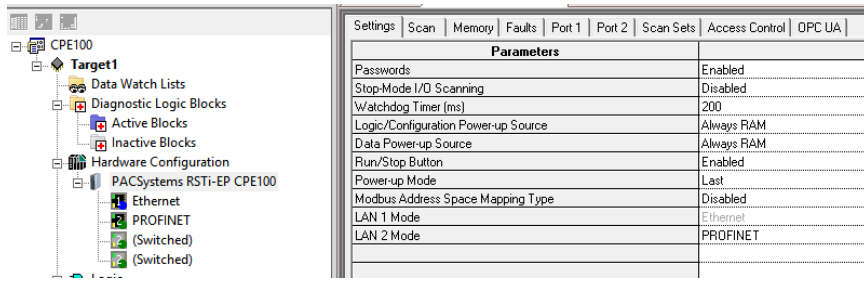 CPE100
Target1
Data Watch Lists
Diagnostic Logic Blocks
Active Blocks
Inactive Blocks
Hardware Configuration
PACSystems RSTi-EP CPE100
Ethernet
PROFINET
(Switched)
(Switched)
Settings Scan Memory Faults Port 1 Port 2 Scan Sets Access Control OPC UA
Parameters
Passwords Enabled
Stop-Mode I/O Scanning Disabled
Watchdog Timer (ms) 200
Logic/Configuration Power-up Source Always RAM
Data Power-up Source Always RAM
Run/Stop Button Enabled
Power-up Mode Last
Modbus Address Space Mapping Type Disabled
LAN 1 Mode Ethernet
LAN 2 Mode PROFINET